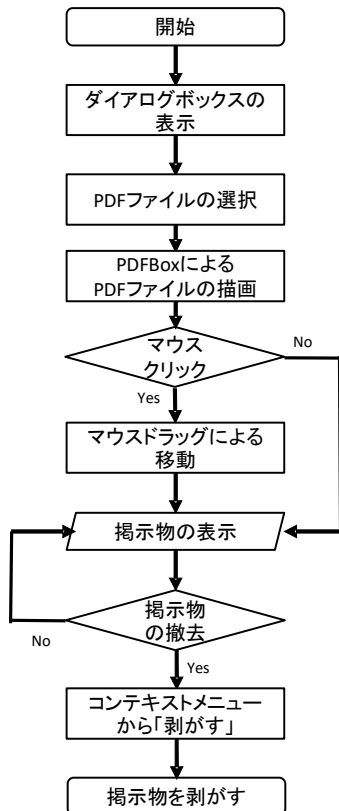 開始
ダイアログボックスの
表示
PDFファイルの選択
PDFBoxによる
PDFファイルの描画
マウス
クリック
No
Yes
マウスドラッグによる
移動
掲示物の表示
掲示物
の撤去
No
Yes
コンテキストメニュー
から「剥がす」
掲示物を剥がす